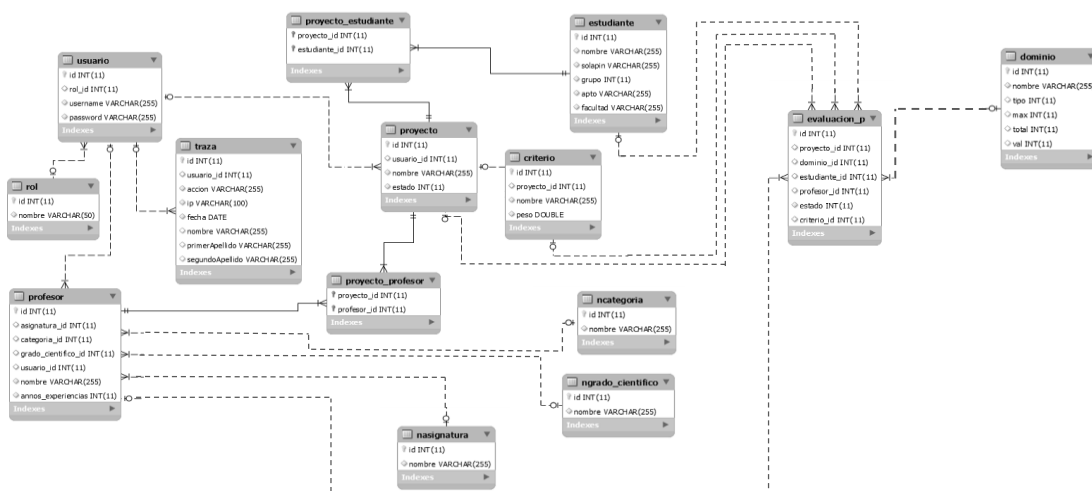 proyecto_estudiante
proyecto_id INT(11)
estudiante_id INT(11)
Indexes
estudiante
id INT(11)
nombre VARCHAR(255)
solapin VARCHAR(255)
grupo INT(11)
apto VARCHAR(255)
facultad VARCHAR(255)
Indexes
usuario
id INT(11)
rol_id INT(11)
username VARCHAR(255)
password VARCHAR(255)
Indexes
dominio
id INT(11)
nombre VARCHAR(255)
tipo INT(11)
max INT(11)
total INT(11)
val INT(11)
Indexes
evaluacion_p
id INT(11)
proyecto_id INT(11)
dominio_id INT(11)
estudiante_id INT(11)
profesor_id INT(11)
estado INT(11)
criterio_id INT(11)
Indexes
proyecto
id INT(11)
usuario_id INT(11)
nombre VARCHAR(255)
estado INT(11)
Indexes
traza
id INT(11)
usuario_id INT(11)
accion VARCHAR(255)
ip VARCHAR(100)
fecha DATE
nombre VARCHAR(255)
primerApellido VARCHAR(255)
segundoApellido VARCHAR(255)
Indexes
criterio
id INT(11)
proyecto_id INT(11)
nombre VARCHAR(255)
peso DOUBLE
Indexes
rol
id INT(11)
nombre VARCHAR(50)
Indexes
proyecto_profesor
proyecto_id INT(11)
profesor_id INT(11)
Indexes
profesor
id INT(11)
asignatura_id INT(11)
categoria_id INT(11)
grado_cientifico_id INT(11)
usuario_id INT(11)
nombre VARCHAR(255)
annos_experiencias INT(11)
Indexes
ncategoria
id INT(11)
nombre VARCHAR(255)
Indexes
ngrado_cientifico
id INT(11)
nombre VARCHAR(255)
Indexes
nasignatura
id INT(11)
nombre VARCHAR(255)
Indexes